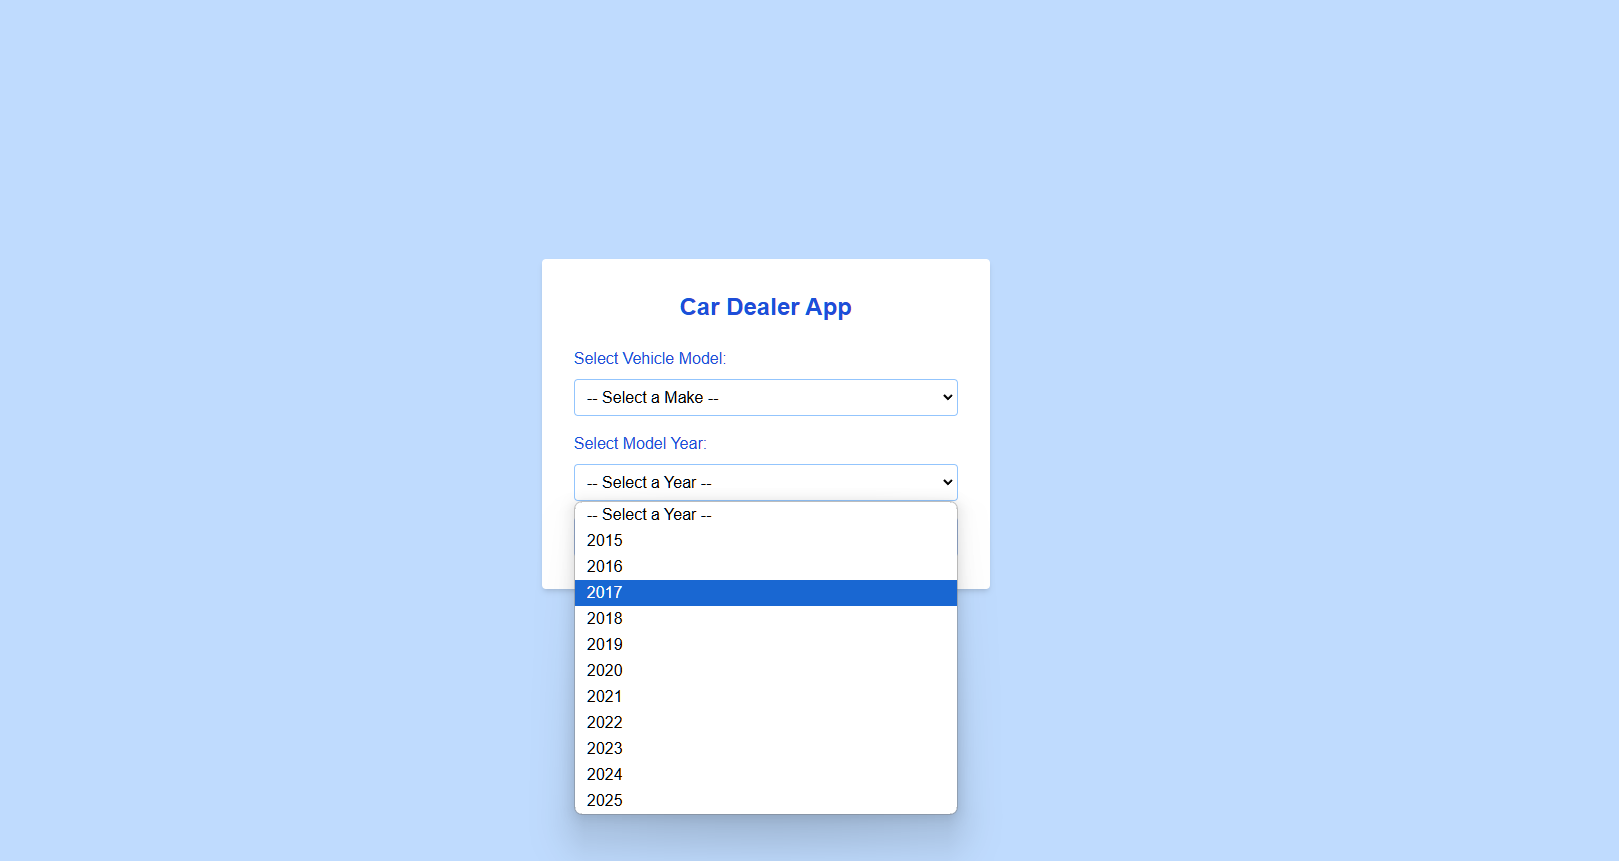 Car Dealer App
Select Vehicle Model:
-- Select a Make --
Select Model Year:
-- Select a Year --
-- Select a Year --
2015
2016
2017
2018
2019
2020
2021
2022
2023
2024
2025